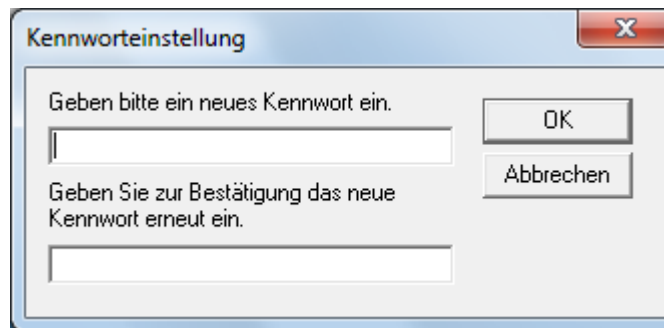 Kennworteinstellung
Geben bitte ein neues Kennwort ein.
OK
Abbrechen
Geben Sie zur Bestätigung das neue
Kennwort erneut ein.